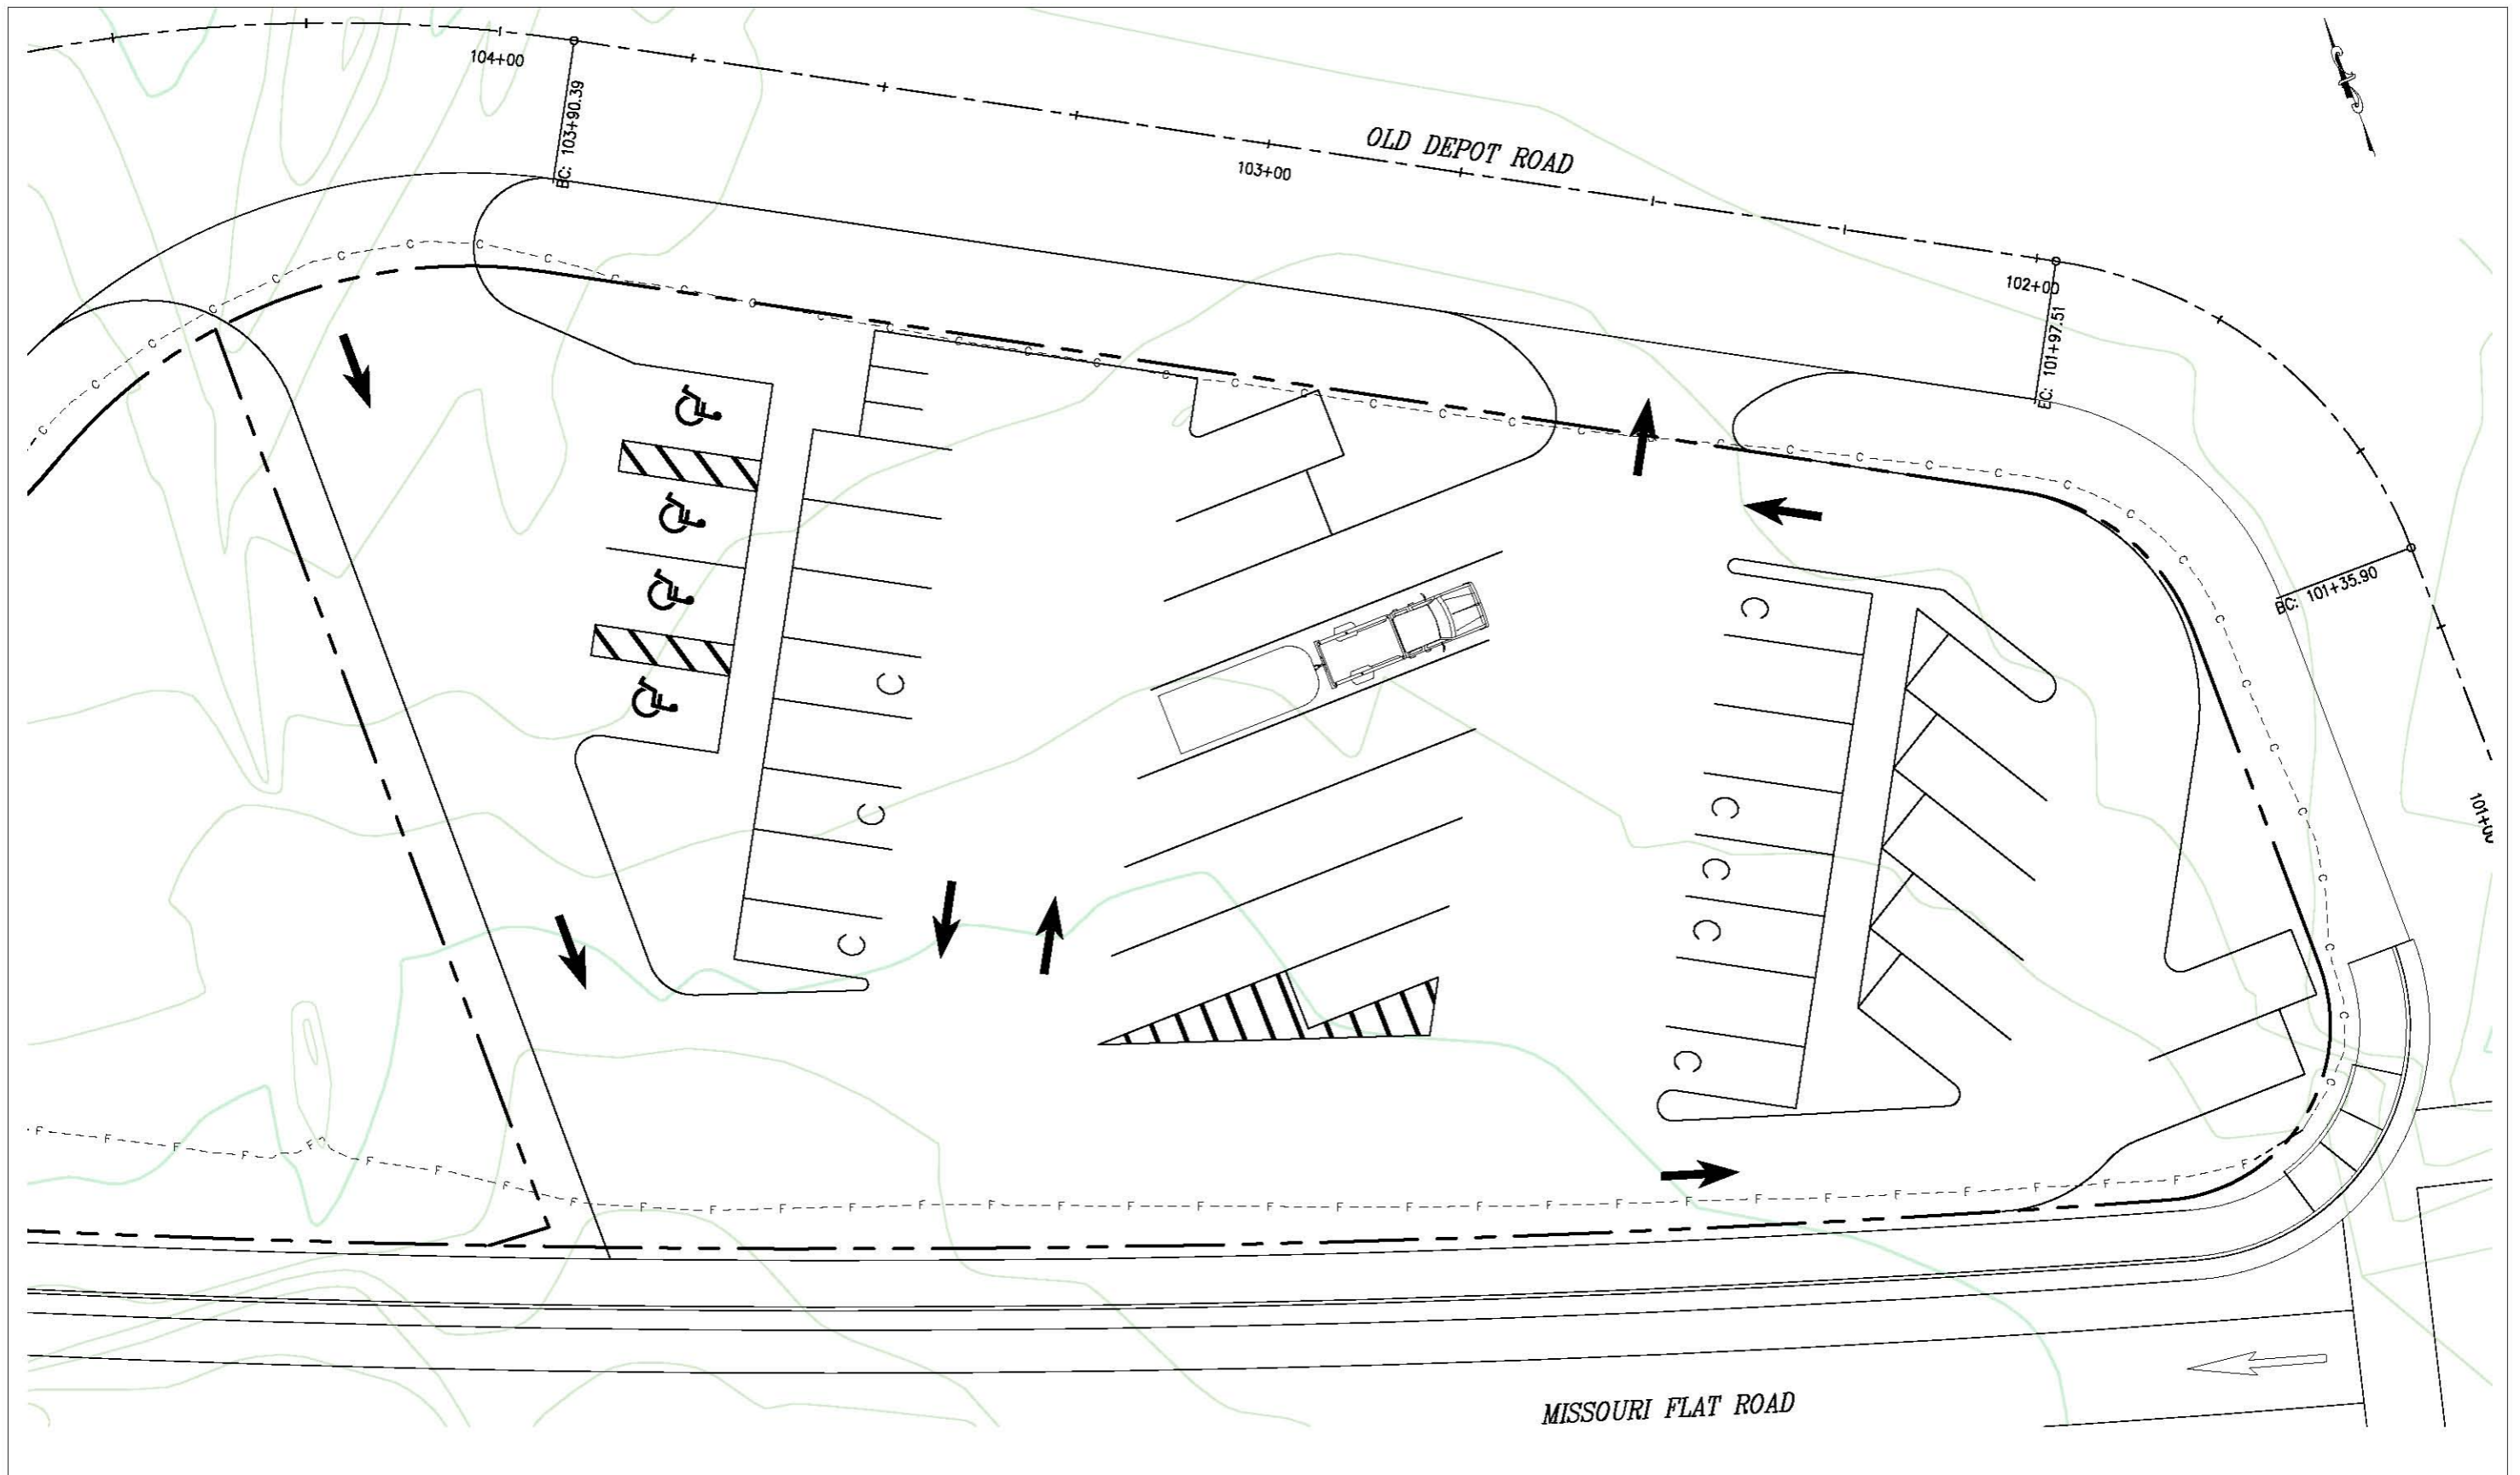 104+00
BC: 103+90.39
OLD DEPOT ROAD
103+00
102+00
EC: 101+97.51
BC: 101+35.90
101+00
C
C
C
C
C
C
C
C
MISSOURI FLAT ROAD